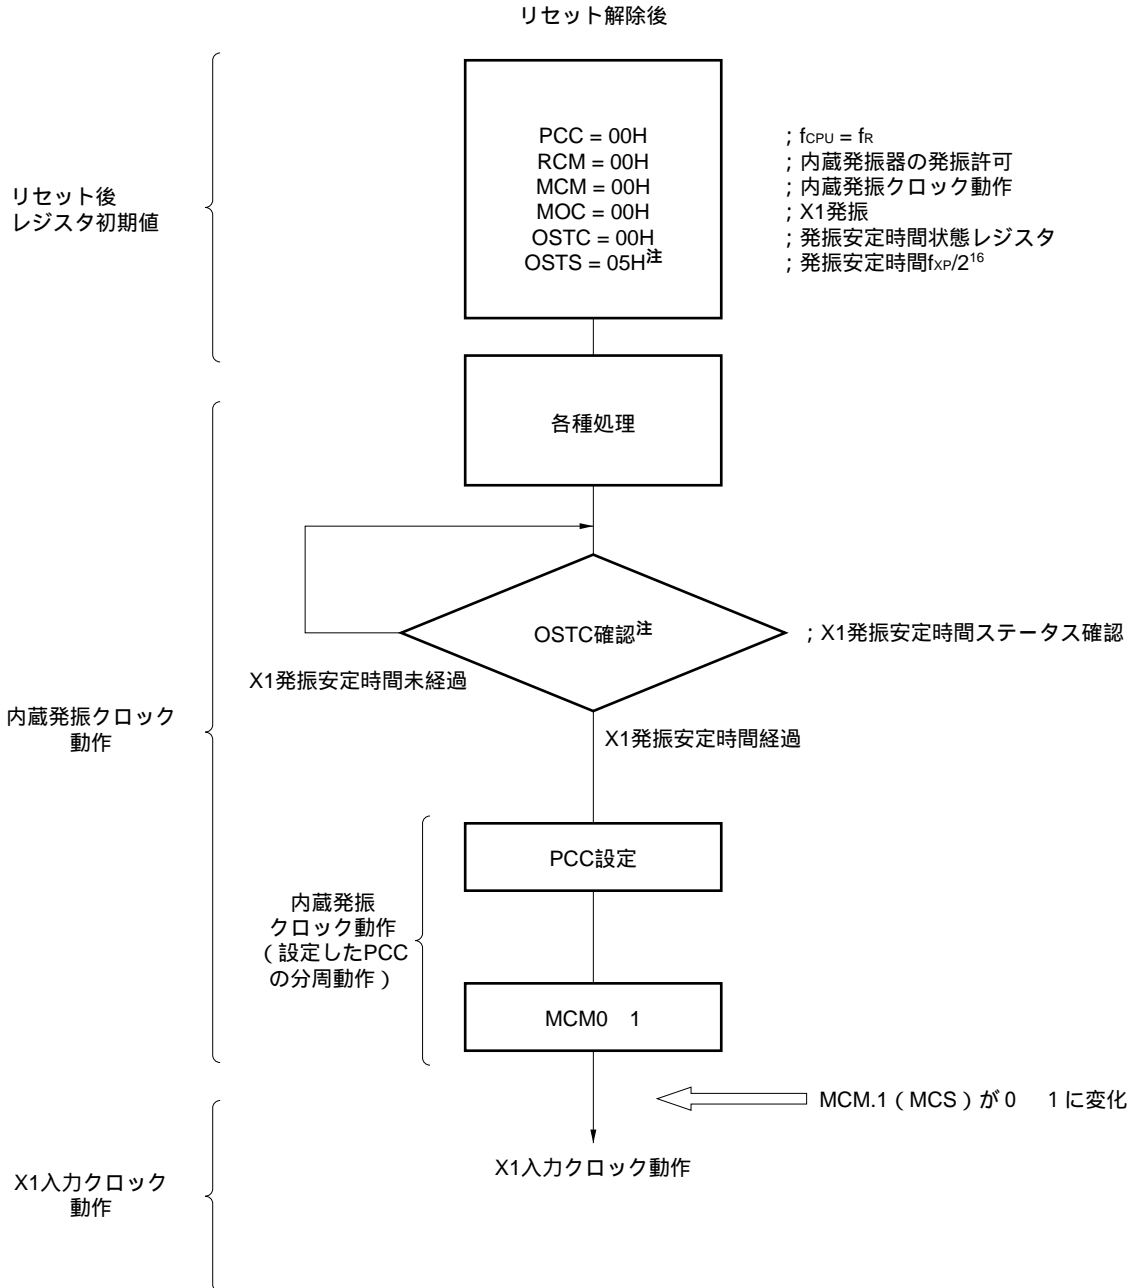 リセット解除後
リセット後
レジスタ初期値
PCC = 00H ; fCPU = fR
RCM = 00H ; 内蔵発振器の発振許可
MCM = 00H ; 内蔵発振クロック動作
MOC = 00H ; X1発振
OSTC = 00H ; 発振安定時間状態レジスタ
OSTS = 05H注 ; 発振安定時間fXP/2^16
各種処理
OSTC確認注 ; X1発振安定時間ステータス確認
X1発振安定時間未経過
内蔵発振クロック
動作
X1発振安定時間経過
PCC設定
内蔵発振
クロック動作
(設定したPCC
の分周動作)
MCM0 1
MCM.1(MCS)が0 1に変化
X1入力クロック動作
X1入力クロック
動作